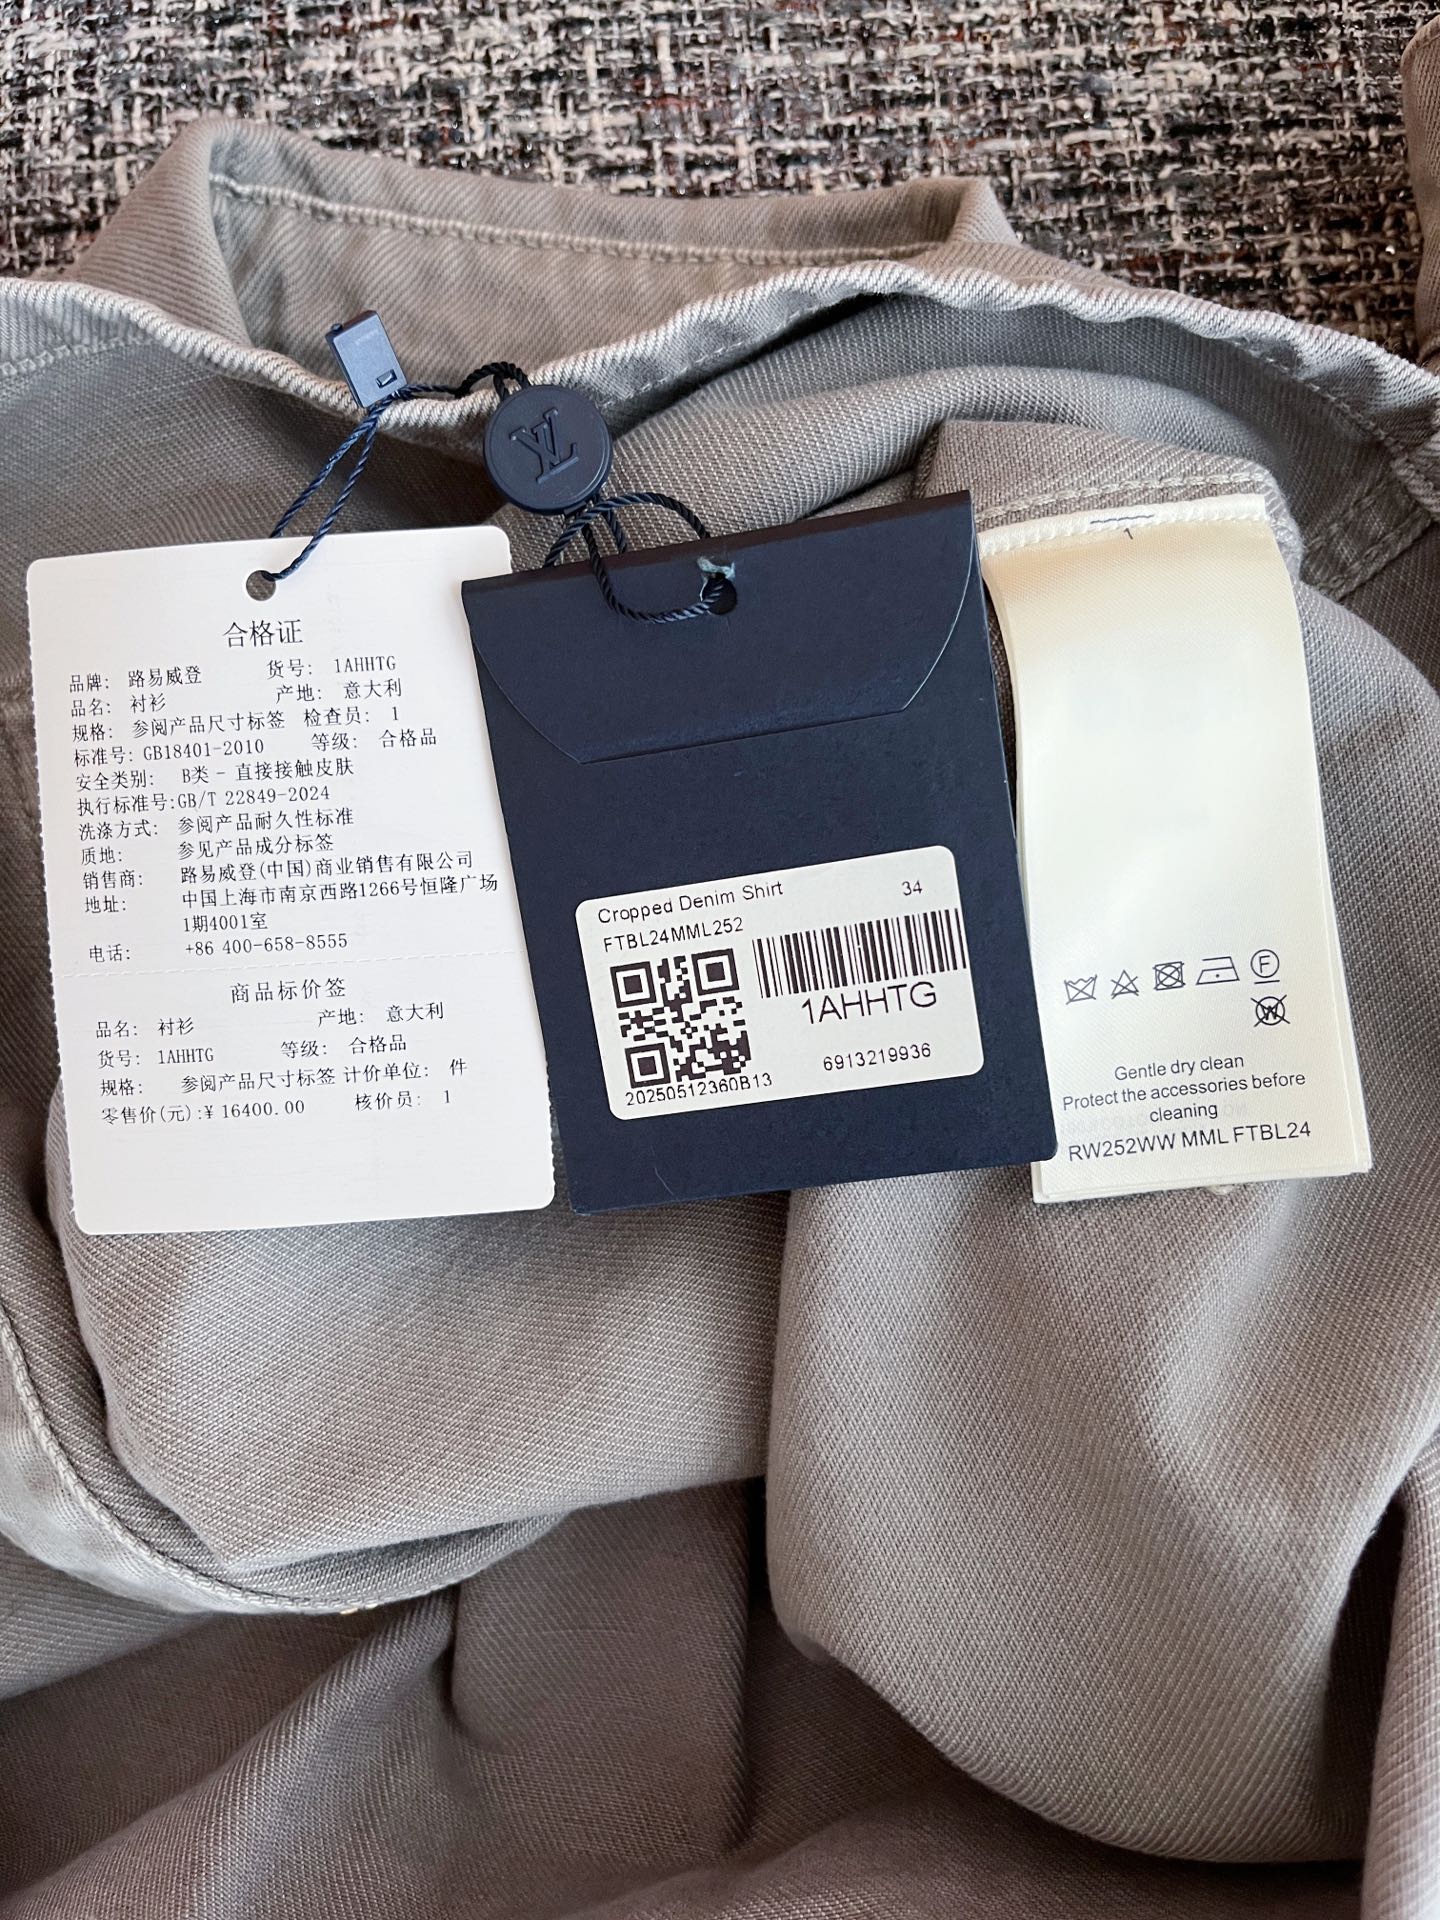 合格证
品牌: 路易威登 货号: 1AHHTG
品名: 衬衫 产地: 意大利
规格: 参阅产品尺寸标签 检查员: 1
标准号: GB18401-2010 等级: 合格品
安全类别: B类 - 直接接触皮肤
执行标准号:GB/T 22849-2024
洗涤方式: 参阅产品耐久性标准
质地: 参见产品成分标签
销售商: 路易威登(中国)商业销售有限公司
地址: 中国上海市南京西路1266号恒隆广场
1期4001室
电话: +86 400-658-8555
商品标价签
品名: 衬衫 产地: 意大利
货号: 1AHHTG 等级: 合格品
规格: 参阅产品尺寸标签 计价单位: 件
零售价(元):¥ 16400.00 核价员: 1
LV
Cropped Denim Shirt 34
FTBL24MML252
1AHHTG
6913219936
20250512360B13
1
F
W
Gentle dry clean
Protect the accessories before
cleaning
RW252WW MML FTBL24